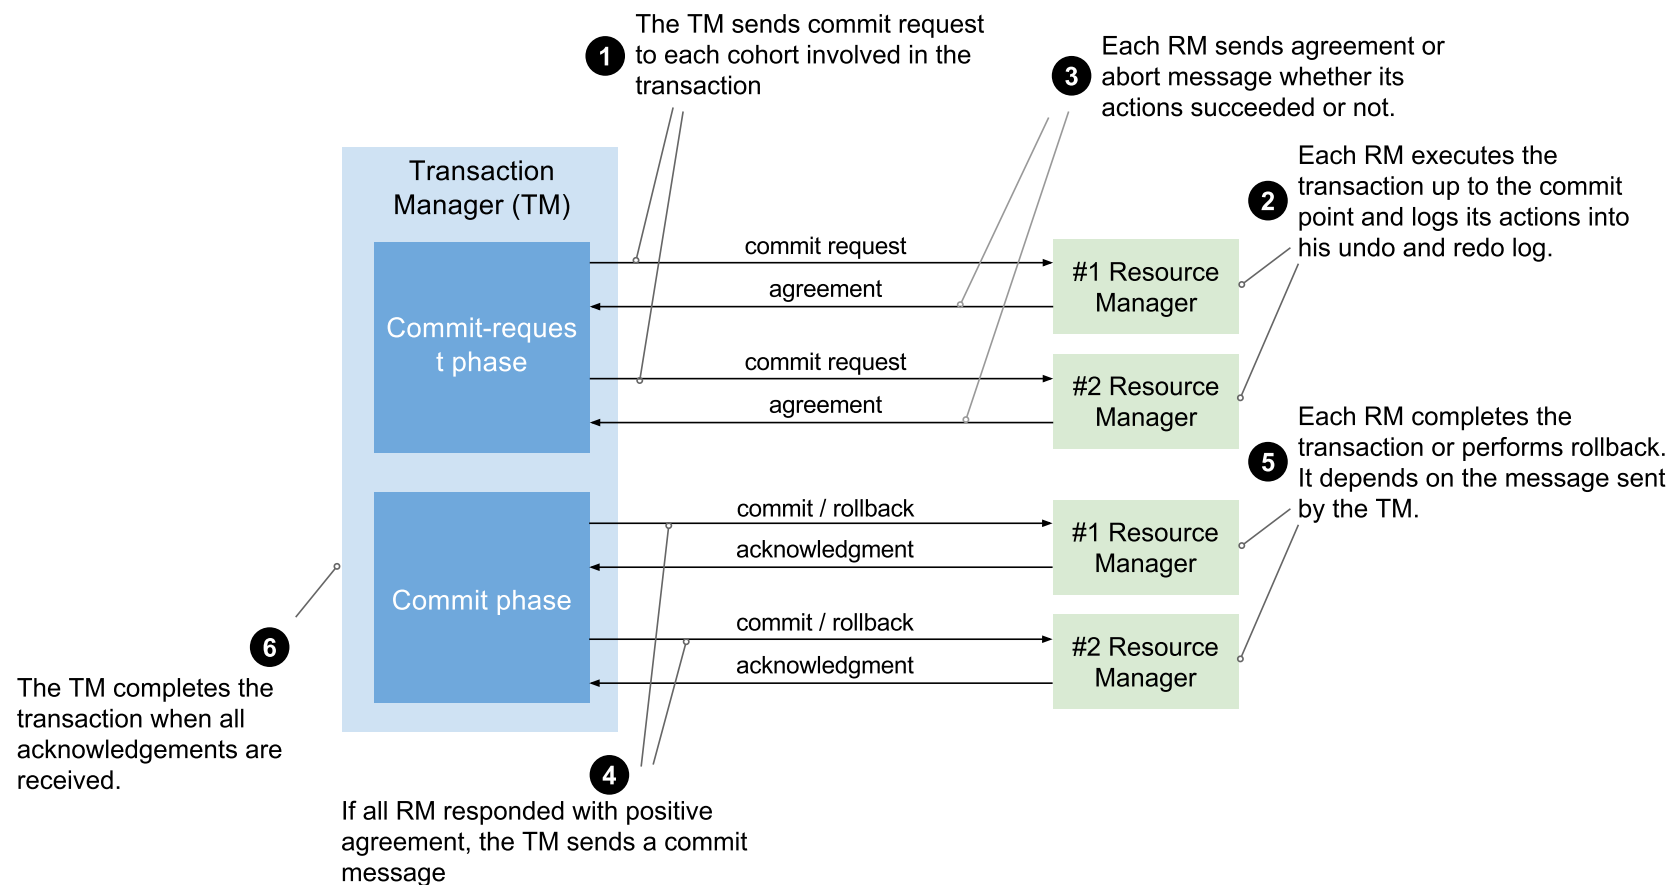 1
The TM sends commit request
to each cohort involved in the
transaction
3
Each RM sends agreement or
abort message whether its
actions succeeded or not.
2
Each RM executes the
transaction up to the commit
point and logs its actions into
his undo and redo log.
Transaction
Manager (TM)
Commit-reques
t phase
commit request
agreement
#1 Resource
Manager
commit request
agreement
#2 Resource
Manager
5
Each RM completes the
transaction or performs rollback.
It depends on the message sent
by the TM.
Commit phase
commit / rollback
acknowledgment
#1 Resource
Manager
commit / rollback
acknowledgment
#2 Resource
Manager
6
The TM completes the
transaction when all
acknowledgements are
received.
4
If all RM responded with positive
agreement, the TM sends a commit
message